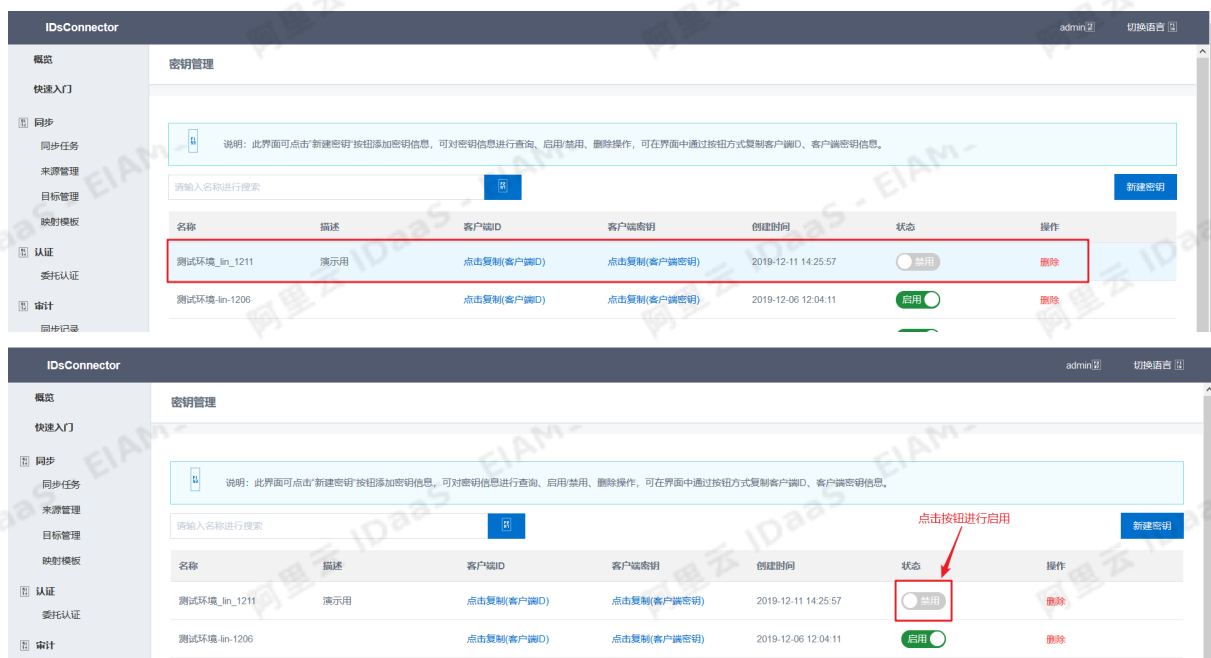 IDsConnector admin 切换语言
概览
密钥管理
快速入门
同步
同步任务
说明：此界面可点击'新建密钥'按钮添加密钥信息，可对密钥信息进行查询、启用/禁用、删除操作，可在界面中通过按钮方式复制客户端ID、客户端密钥信息。
来源管理
目标管理
请输入名称进行搜索 新建密钥
映射模板
名称 描述 客户端ID 客户端密钥 创建时间 状态 操作
认证
测试环境_lin_1211 演示用 点击复制(客户端ID) 点击复制(客户端密钥) 2019-12-11 14:25:57 禁用 删除
委托认证
测试环境-lin-1206 点击复制(客户端ID) 点击复制(客户端密钥) 2019-12-06 12:04:11 启用 删除
审计
同步记录
IDsConnector admin 切换语言
概览
密钥管理
快速入门
同步
同步任务
说明：此界面可点击'新建密钥'按钮添加密钥信息，可对密钥信息进行查询、启用/禁用、删除操作，可在界面中通过按钮方式复制客户端ID、客户端密钥信息。
来源管理
点击按钮进行启用
目标管理
请输入名称进行搜索 新建密钥
映射模板
名称 描述 客户端ID 客户端密钥 创建时间 状态 操作
认证
测试环境_lin_1211 演示用 点击复制(客户端ID) 点击复制(客户端密钥) 2019-12-11 14:25:57 禁用 删除
委托认证
测试环境-lin-1206 点击复制(客户端ID) 点击复制(客户端密钥) 2019-12-06 12:04:11 启用 删除
审计
阿里云 IDaaS - EIAM-